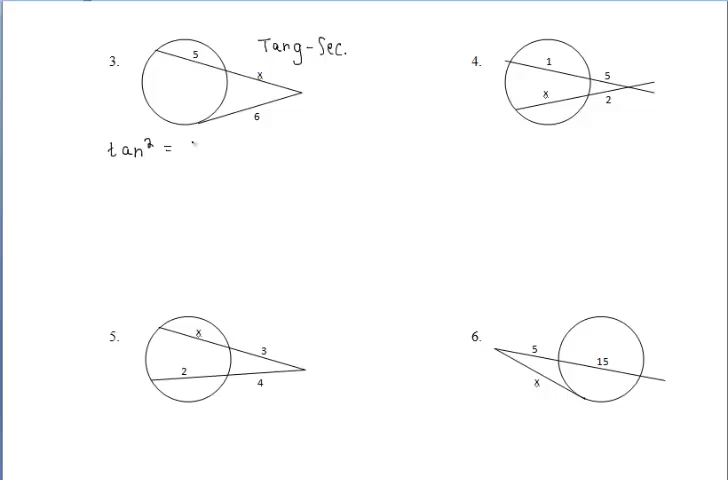 3. 5 x 6 Tang-Sec.
tan² =
4. 1 5 x 2
5. x 3 2 4
6. 5 15 x